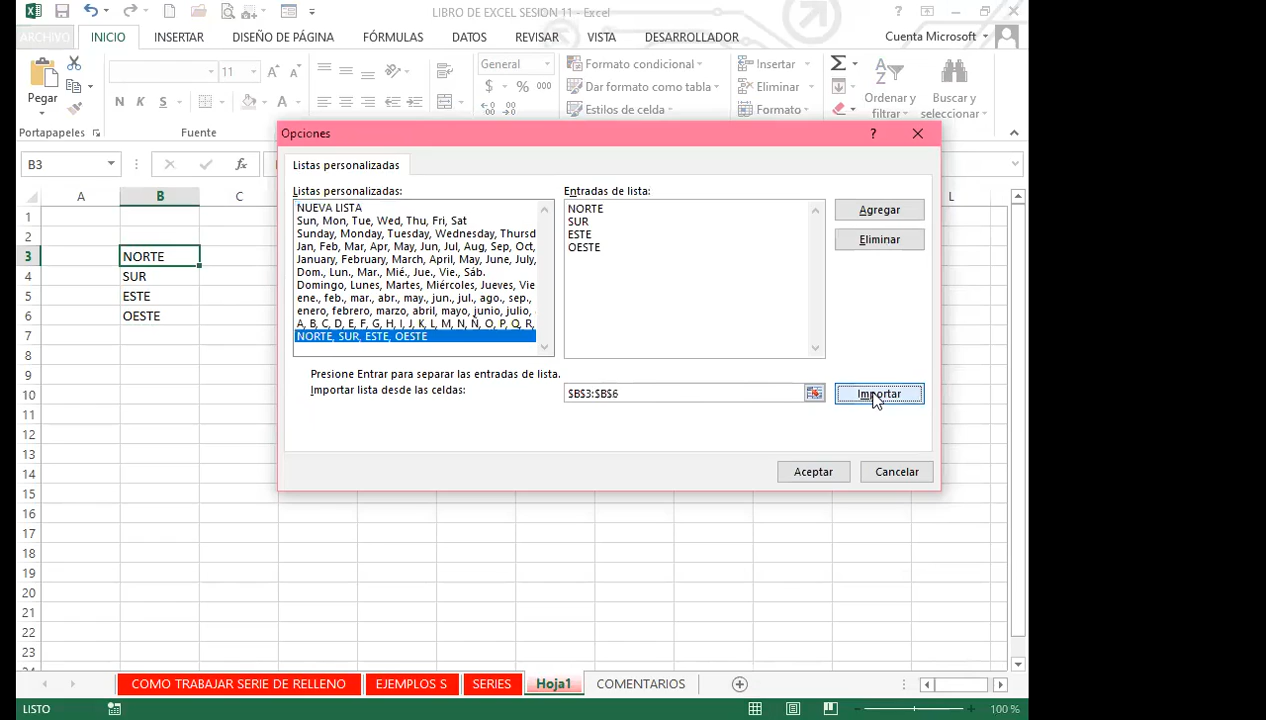 LIBRO DE EXCEL SESION 11 - Excel
ARCHIVO INICIO INSERTAR DISEÑO DE PÁGINA FÓRMULAS DATOS REVISAR VISTA DESARROLLADOR Cuenta Microsoft
Pegar
Portapapeles
11
N K S
A A A
Fuente
General
$ % 000
Formato condicional
Dar formato como tabla
Estilos de celda
Insertar
Eliminar
Formato
Ordenar y
filtrar
Buscar y
seleccionar
B3
fx
Opciones
Listas personalizadas
Listas personalizadas:
NUEVA LISTA
Sun, Mon, Tue, Wed, Thu, Fri, Sat
Sunday, Monday, Tuesday, Wednesday, Thursd
Jan, Feb, Mar, Apr, May, Jun, Jul, Aug, Sep, Oct,
January, February, March, April, May, June, July,
Dom., Lun., Mar., Mié., Jue., Vie., Sáb.
Domingo, Lunes, Martes, Miércoles, Jueves, Vie
ene., feb., mar., abr., may., jun., jul., ago., sep.,
enero, febrero, marzo, abril, mayo, junio, julio,
A, B, C, D, E, F, G, H, I, J, K, L, M, N, Ñ, O, P, Q, R,
NORTE, SUR, ESTE, OESTE
Entradas de lista:
NORTE
SUR
ESTE
OESTE
Agregar
Eliminar
Presione Entrar para separar las entradas de lista.
Importar lista desde las celdas:
$B$3:$B$6
Importar
Aceptar
Cancelar
A B C L
1
2
3 NORTE
4 SUR
5 ESTE
6 OESTE
7
8
9
10
11
12
13
14
15
16
17
18
19
20
21
22
23
COMO TRABAJAR SERIE DE RELLENO EJEMPLOS S SERIES Hoja1 COMENTARIOS
LISTO
100 %